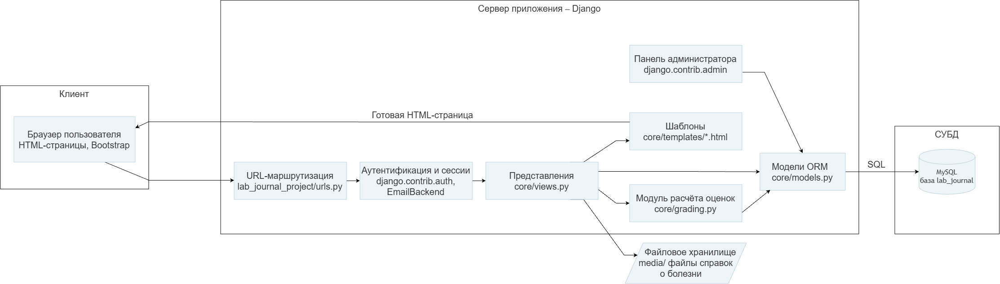 Сервер приложения – Django
Панель администратора
django.contrib.admin
Клиент
Готовая HTML-страница
Браузер пользователя
HTML-страницы, Bootstrap
Шаблоны
core/templates/*.html
СУБД
URL-маршрутизация
lab_journal_project/urls.py
Аутентификация и сессии
django.contrib.auth,
EmailBackend
Представления
core/views.py
Модели ORM
core/models.py
SQL
MySQL
база lab_journal
Модуль расчёта оценок
core/grading.py
Файловое хранилище
media/ файлы справок
о болезни